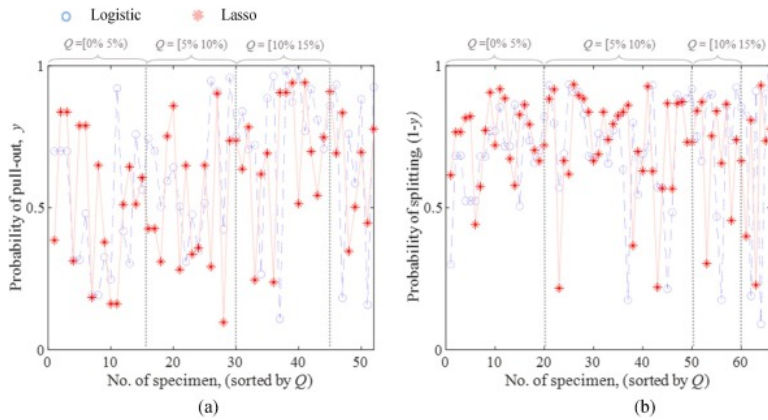 Logistic Lasso
Q =[0% 5%) Q = [5% 10%) Q = [10% 15%)
1
0.5
0
Probability of pull-out, y
0 10 20 30 40 50
No. of specimen, (sorted by Q)
(a)
Q = [0% 5%) Q = [5% 10%) Q = [10% 15%)
1
0.5
0
Probability of splitting, (1-y)
0 10 20 30 40 50 60
No. of specimen, (sorted by Q)
(b)